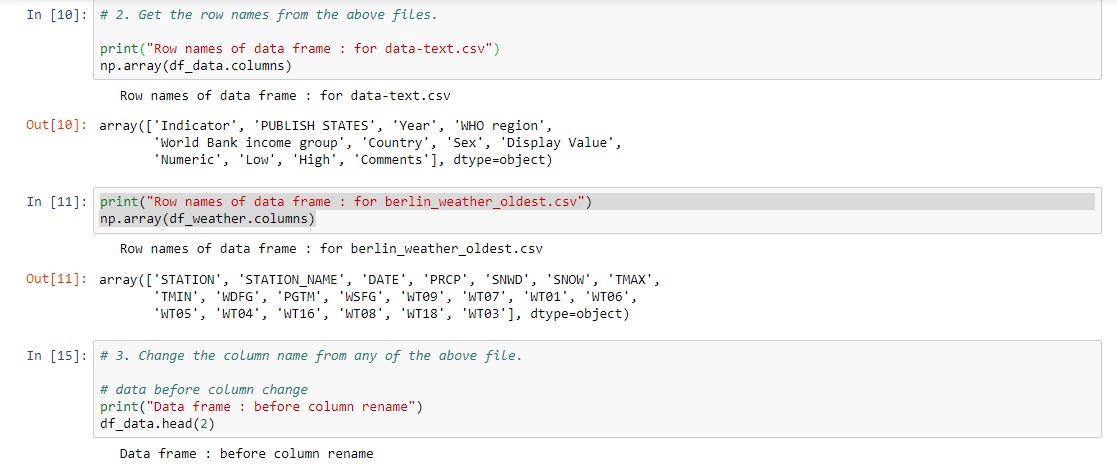 In [10]: # 2. Get the row names from the above files.
print("Row names of data frame : for data-text.csv")
np.array(df_data.columns)
Row names of data frame : for data-text.csv
Out[10]: array(['Indicator', 'PUBLISH STATES', 'Year', 'WHO region',
'World Bank income group', 'Country', 'Sex', 'Display Value',
'Numeric', 'Low', 'High', 'Comments'], dtype=object)
In [11]: print("Row names of data frame : for berlin_weather_oldest.csv")
np.array(df_weather.columns)
Row names of data frame : for berlin_weather_oldest.csv
Out[11]: array(['STATION', 'STATION_NAME', 'DATE', 'PRCP', 'SNWD', 'SNOW', 'TMAX',
'TMIN', 'WDFG', 'PGTM', 'WSFG', 'WT09', 'WT07', 'WT01', 'WT06',
'WT05', 'WT04', 'WT16', 'WT08', 'WT18', 'WT03'], dtype=object)
In [15]: # 3. Change the column name from any of the above file.
# data before column change
print("Data frame : before column rename")
df_data.head(2)
Data frame : before column rename